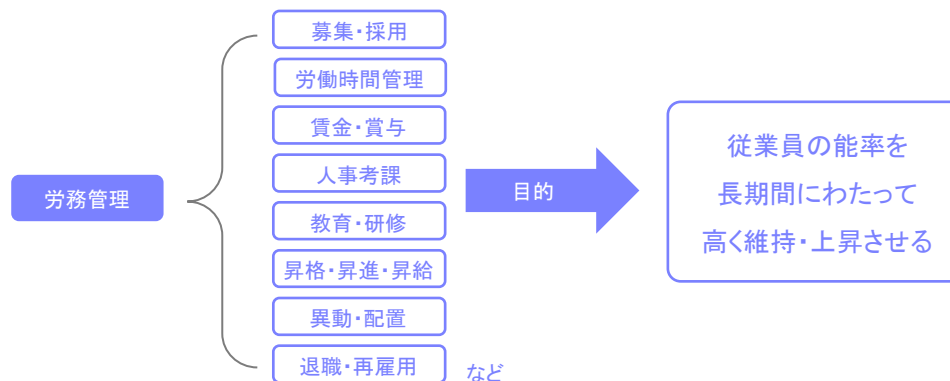 労務管理
募集・採用
労働時間管理
賃金・賞与
人事考課
教育・研修
昇格・昇進・昇給
異動・配置
退職・再雇用
など
目的
従業員の能率を
長期間にわたって
高く維持・上昇させる